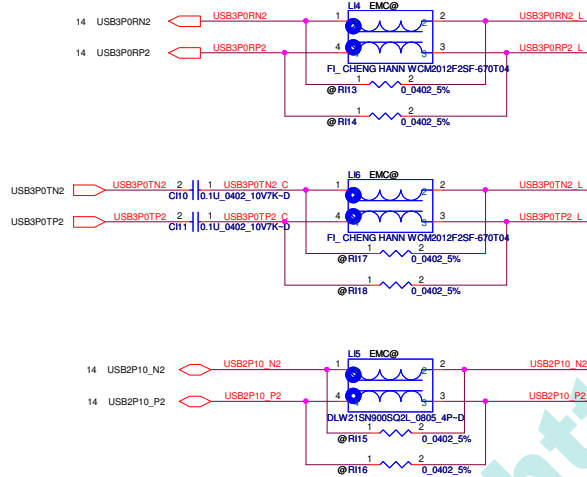 LI4 EMC@
14 USB3P0RN2 USB3P0RN2 1 2 USB3P0RN2_L
14 USB3P0RP2 USB3P0RP2 4 3 USB3P0RP2_L
FI_ CHENG HANN WCM2012F2SF-670T04
1 2
@RI13 0_0402_5%
1 2
@RI14 0_0402_5%
LI6 EMC@
USB3P0TN2 USB3P0TN2 2 1 USB3P0TN2_C 1 2 USB3P0TN2_L
CI10 0.1U_0402_10V7K~D
USB3P0TP2 USB3P0TP2 2 1 USB3P0TP2_C 4 3 USB3P0TP2_L
CI11 0.1U_0402_10V7K~D
FI_ CHENG HANN WCM2012F2SF-670T04
1 2
@RI17 0_0402_5%
1 2
@RI18 0_0402_5%
LI5 EMC@
14 USB2P10_N2 USB2P10_N2 1 2 USB2P10_N2
14 USB2P10_P2 USB2P10_P2 4 3 USB2P10_P2
DLW21SN900SQ2L_0805_4P~D
1 2
@RI15 0_0402_5%
1 2
@RI16 0_0402_5%